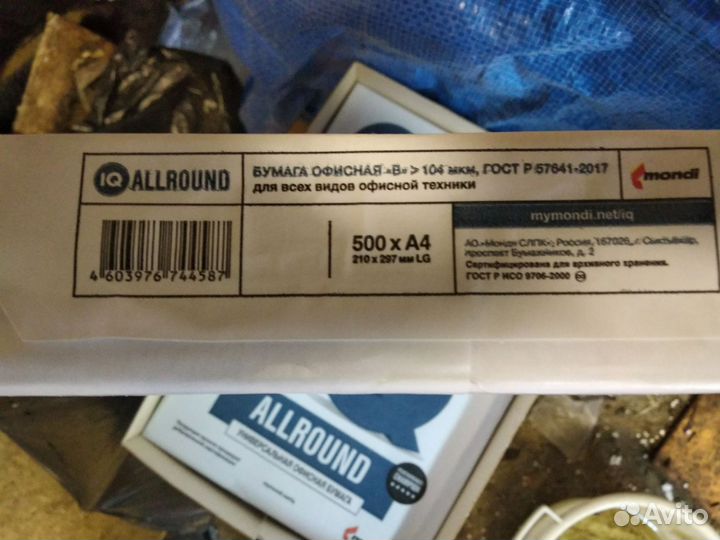 IQ ALLROUND
БУМАГА ОФИСНАЯ «В» > 104 мкм, ГОСТ Р 57641-2017
для всех видов офисной техники
mondi
4 603976 744587
500 x A4
210 x 297 мм LG
mymondi.net/iq
АО «Монди СЛПК», Россия, 167026, г. Сыктывкар,
проспект Бумажников, д. 2
Сертифицирована для архивного хранения.
ГОСТ Р ИСО 9706-2000
ALLROUND
УНИВЕРСАЛЬНАЯ ОФИСНАЯ БУМАГА
mondi
Avito